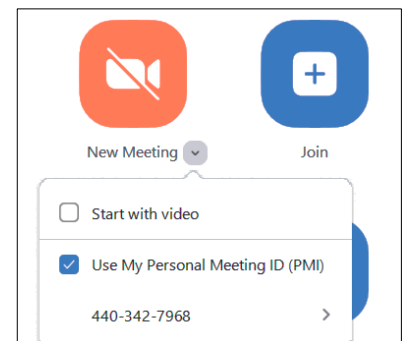 New Meeting
Join
Start with video
Use My Personal Meeting ID (PMI)
440-342-7968